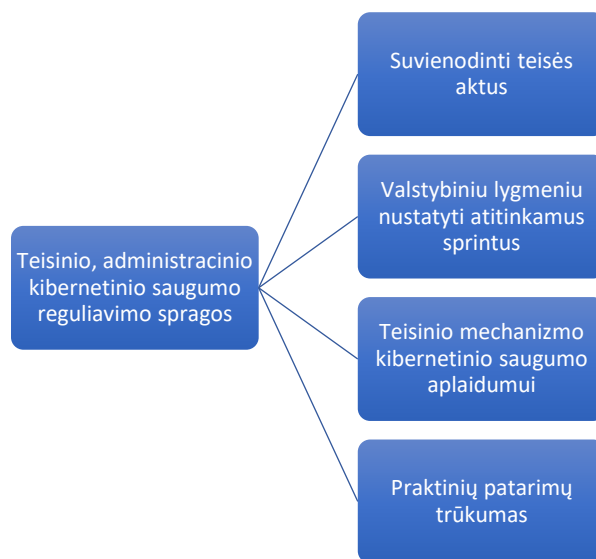 Suvienodinti teisės
aktus
Valstybiniu lygmeniu
nustatyti atitinkamus
sprintus
Teisinio, administracinio
kibernetinio saugumo
reguliavimo spragos
Teisinio mechanizmo
kibernetinio saugumo
aplaidumui
Praktinių patarimų
trūkumas